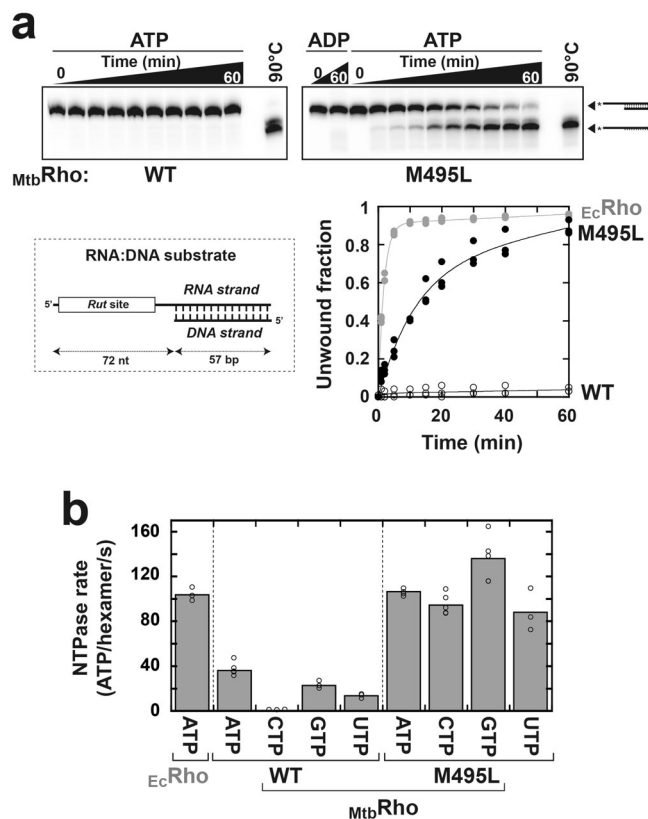 a
ATP
ADP
ATP
Time (min)
Time (min)
0
60
90°C
0
60
0
60
90°C
*
*
MtbRho:
WT
M495L
RNA:DNA substrate
5'
Rut site
RNA strand
5'
DNA strand
72 nt
57 bp
EcRho
M495L
WT
Unwound fraction
1
0.8
0.6
0.4
0.2
0
0
20
40
60
Time (min)
b
NTPase rate
(ATP/hexamer/s)
160
120
80
40
0
ATP
ATP
CTP
GTP
UTP
ATP
CTP
GTP
UTP
EcRho
WT
M495L
MtbRho